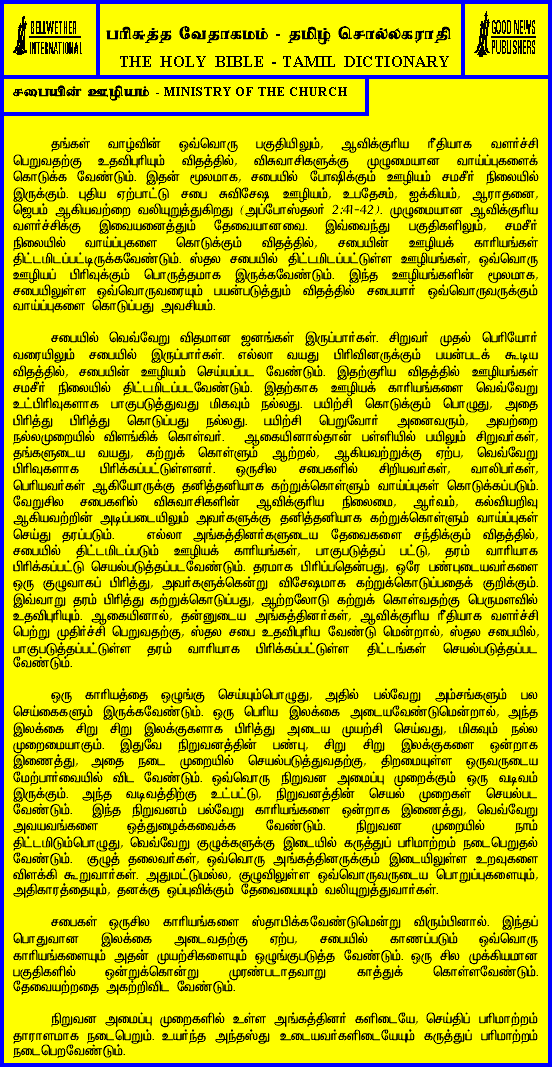 BELLWETHER
INTERNATIONAL
பரிசுத்த வேதாகமம் - தமிழ் சொல்லகராதி
THE HOLY BIBLE - TAMIL DICTIONARY
GOOD NEWS
PUBLISHERS
சபையின் ஊழியம் - MINISTRY OF THE CHURCH
தங்கள் வாழ்வின் ஒவ்வொரு பகுதியிலும், ஆவிக்குரிய ரீதியாக வளர்ச்சி
பெறுவதற்கு உதவிபுரியும் விதத்தில், விசுவாசிகளுக்கு முழுமையான வாய்ப்புகளைக்
கொடுக்க வேண்டும். இதன் மூலமாக, சபையில் போஷிக்கும் ஊழியம் சமசீர் நிலையில்
இருக்கும். புதிய ஏற்பாட்டு சபை சுவிசேஷ ஊழியம், உபதேசம், ஐக்கியம், ஆராதனை,
ஜெபம் ஆகியவற்றை வலியுறுத்துகிறது (அப்போஸ்தலர் 2:41-42). முழுமையான ஆவிக்குரிய
வளர்ச்சிக்கு இவையனைத்தும் தேவையானவை. இவ்வைந்து பகுதிகளிலும், சமசீர்
நிலையில் வாய்ப்புகளை கொடுக்கும் விதத்தில், சபையின் ஊழியக் காரியங்கள்
திட்டமிடப்பட்டிருக்கவேண்டும். ஸ்தல சபையில் திட்டமிடப்பட்டுள்ள ஊழியங்கள், ஒவ்வொரு
ஊழியப் பிரிவுக்கும் பொருத்தமாக இருக்கவேண்டும். இந்த ஊழியங்களின் மூலமாக,
சபையிலுள்ள ஒவ்வொருவரையும் பயன்படுத்தும் விதத்தில் சபையார் ஒவ்வொருவருக்கும்
வாய்ப்புகளை கொடுப்பது அவசியம்.
சபையில் வெவ்வேறு விதமான ஜனங்கள் இருப்பார்கள். சிறுவர் முதல் பெரியோர்
வரையிலும் சபையில் இருப்பார்கள். எல்லா வயது பிரிவினருக்கும் பயன்படக் கூடிய
விதத்தில், சபையின் ஊழியம் செய்யப்பட வேண்டும். இதற்குரிய விதத்தில் ஊழியங்கள்
சமசீர் நிலையில் திட்டமிடப்படவேண்டும். இதற்காக ஊழியக் காரியங்களை வெவ்வேறு
உட்பிரிவுகளாக பாகுபடுத்துவது மிகவும் நல்லது. பயிற்சி கொடுக்கும் பொழுது, அதை
பிரித்து பிரித்து கொடுப்பது நல்லது. பயிற்சி பெறுவோர் அனைவரும், அவற்றை
நல்லமுறையில் விளங்கிக் கொள்வர். ஆகையினால்தான் பள்ளியில் பயிலும் சிறுவர்கள்,
தங்களுடைய வயது, கற்றுக் கொள்ளும் ஆற்றல், ஆகியவற்றுக்கு ஏற்ப, வெவ்வேறு
பிரிவுகளாக பிரிக்கப்பட்டுள்ளனர். ஒருசில சபைகளில் சிறியவர்கள், வாலிபர்கள்,
பெரியவர்கள் ஆகியோருக்கு தனித்தனியாக கற்றுக்கொள்ளும் வாய்ப்புகள் கொடுக்கப்படும்.
வேறுசில சபைகளில் விசுவாசிகளின் ஆவிக்குரிய நிலைமை, ஆர்வம், கல்வியறிவு
ஆகியவற்றின் அடிப்படையிலும் அவர்களுக்கு தனித்தனியாக கற்றுக்கொள்ளும் வாய்ப்புகள்
செய்து தரப்படும். எல்லா அங்கத்தினர்களுடைய தேவைகளை சந்திக்கும் விதத்தில்,
சபையில் திட்டமிடப்படும் ஊழியக் காரியங்கள், பாகுபடுத்தப் பட்டு, தரம் வாரியாக
பிரிக்கப்பட்டு செயல்படுத்தப்படவேண்டும். தரமாக பிரிப்பதென்பது, ஒரே பண்புடையவர்களை
ஒரு குழுவாகப் பிரித்து, அவர்களுக்கென்று விசேஷமாக கற்றுக்கொடுப்பதைக் குறிக்கும்.
இவ்வாறு தரம் பிரித்து கற்றுக்கொடுப்பது, ஆற்றலோடு கற்றுக் கொள்வதற்கு பெருமளவில்
உதவிபுரியும். ஆகையினால், தன்னுடைய அங்கத்தினர்கள், ஆவிக்குரிய ரீதியாக வளர்ச்சி
பெற்று முதிர்ச்சி பெறுவதற்கு, ஸ்தல சபை உதவிபுரிய வேண்டு மென்றால், ஸ்தல சபையில்,
பாகுபடுத்தப்பட்டுள்ள தரம் வாரியாக பிரிக்கப்பட்டுள்ள திட்டங்கள் செயல்படுத்தப்பட
வேண்டும்.
ஒரு காரியத்தை ஒழுங்கு செய்யும்பொழுது, அதில் பல்வேறு அம்சங்களும் பல
செய்கைகளும் இருக்கவேண்டும். ஒரு பெரிய இலக்கை அடையவேண்டுமென்றால், அந்த
இலக்கை சிறு சிறு இலக்குகளாக பிரித்து அடைய முயற்சி செய்வது, மிகவும் நல்ல
முறைமையாகும். இதுவே நிறுவனத்தின் பண்பு, சிறு சிறு இலக்குகளை ஒன்றாக
இணைத்து, அதை நடை முறையில் செயல்படுத்துவதற்கு, திறமையுள்ள ஒருவருடைய
மேற்பார்வையில் விட வேண்டும். ஒவ்வொரு நிறுவன அமைப்பு முறைக்கும் ஒரு வடிவம்
இருக்கும். அந்த வடிவத்திற்கு உட்பட்டு, நிறுவனத்தின் செயல் முறைகள் செயல்பட
வேண்டும். இந்த நிறுவனம் பல்வேறு காரியங்களை ஒன்றாக இணைத்து, வெவ்வேறு
அவயவங்களை ஒத்துழைக்கவைக்க வேண்டும். நிறுவன முறையில் நாம்
திட்டமிடும்பொழுது, வெவ்வேறு குழுக்களுக்கு இடையில் கருத்துப் பரிமாற்றம் நடைபெறுதல்
வேண்டும். குழுத் தலைவர்கள், ஒவ்வொரு அங்கத்தினருக்கும் இடையிலுள்ள உறவுகளை
விளக்கி கூறுவார்கள். அதுமட்டுமல்ல, குழுவிலுள்ள ஒவ்வொருவருடைய பொறுப்புகளையும்,
அதிகாரத்தையும், தனக்கு ஒப்புவிக்கும் தேவையையும் வலியுறுத்துவார்கள்.
சபைகள் ஒருசில காரியங்களை ஸ்தாபிக்கவேண்டுமென்று விரும்பினால். இந்தப்
பொதுவான இலக்கை அடைவதற்கு ஏற்ப, சபையில் காணப்படும் ஒவ்வொரு
காரியங்களையும் அதன் முயற்சிகளையும் ஒழுங்குபடுத்த வேண்டும். ஒரு சில முக்கியமான
பகுதிகளில் ஒன்றுக்கொன்று முரண்படாதவாறு காத்துக் கொள்ளவேண்டும்.
தேவையற்றதை அகற்றிவிட வேண்டும்.
நிறுவன அமைப்பு முறைகளில் உள்ள அங்கத்தினர் களிடையே, செய்திப் பரிமாற்றம்
தாராளமாக நடைபெறும். உயர்ந்த அந்தஸ்து உடையவர்களிடையேயும் கருத்துப் பரிமாற்றம்
நடைபெறவேண்டும்.